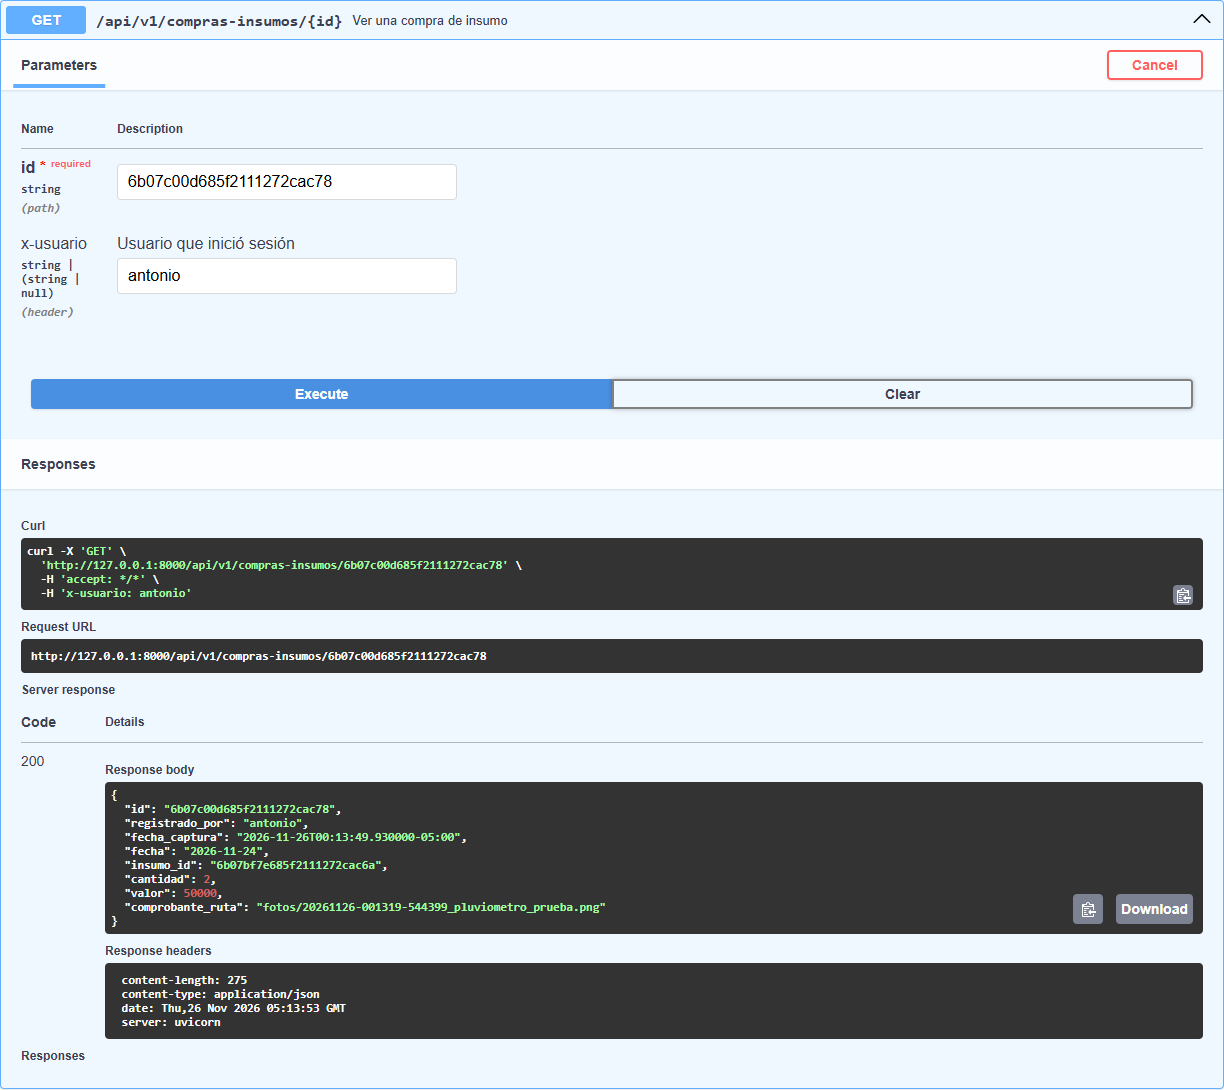 GET /api/v1/compras-insumos/{id} Ver una compra de insumo
Parameters
Cancel
Name Description
id * required
string
(path)
6b07c00d685f2111272cac78
x-usuario
string |
(string |
null)
(header)
Usuario que inició sesión
antonio
Execute Clear
Responses
Curl
curl -X 'GET' \
'http://127.0.0.1:8000/api/v1/compras-insumos/6b07c00d685f2111272cac78' \
-H 'accept: */*' \
-H 'x-usuario: antonio'
Request URL
http://127.0.0.1:8000/api/v1/compras-insumos/6b07c00d685f2111272cac78
Server response
Code Details
200
Response body
{
"id": "6b07c00d685f2111272cac78",
"registrado_por": "antonio",
"fecha_captura": "2026-11-26T00:13:49.930000-05:00",
"fecha": "2026-11-24",
"insumo_id": "6b07bf7e685f2111272cac6a",
"cantidad": 2,
"valor": 50000,
"comprobante_ruta": "fotos/20261126-001319-544399_pluviometro_prueba.png"
}
Download
Response headers
content-length: 275
content-type: application/json
date: Thu,26 Nov 2026 05:13:53 GMT
server: uvicorn
Responses